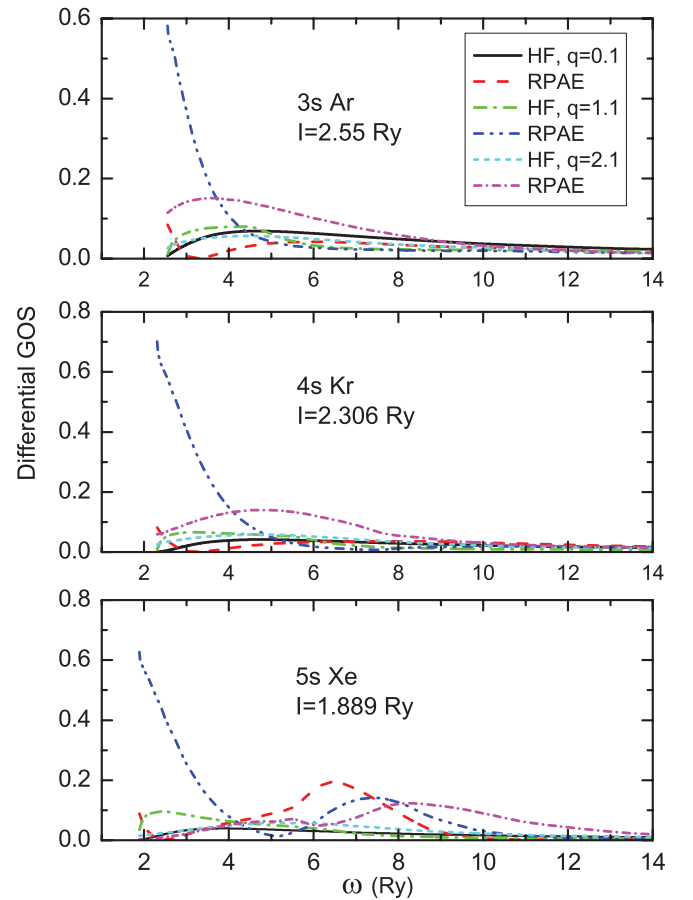 0.6
0.4
0.2
0.0
3s Ar
I=2.55 Ry
HF, q=0.1
RPAE
HF, q=1.1
RPAE
HF, q=2.1
RPAE
2 4 6 8 10 12 14
Differential GOS
0.8
0.6
0.4
0.2
0.0
4s Kr
I=2.306 Ry
2 4 6 8 10 12 14
0.8
0.6
0.4
0.2
0.0
5s Xe
I=1.889 Ry
2 4 6 8 10 12 14
ω (Ry)